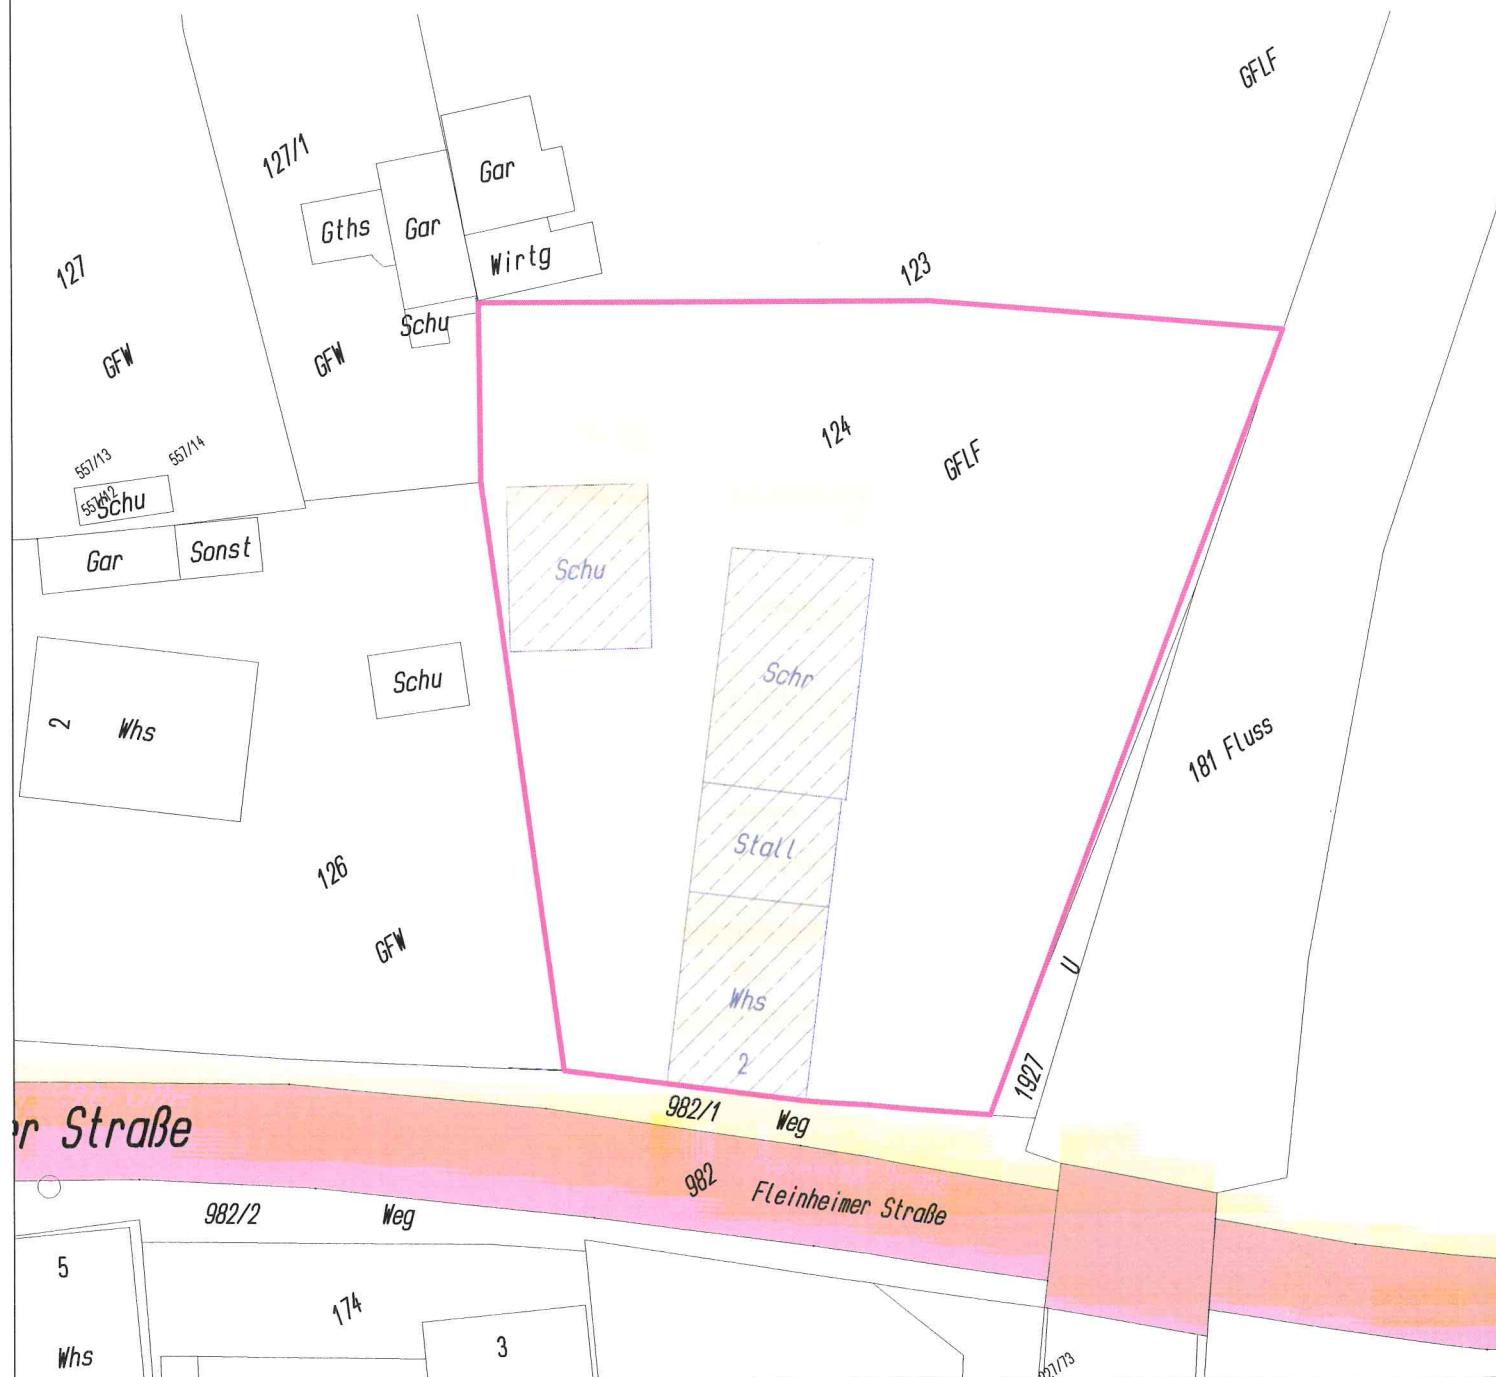 GFLF
127/1
Gar
Gths
Gar
Wirtg
127
123
Schu
GFW
GFW
124
GFLF
557/13
557/14
Schu
Gar
Sonst
Schu
Schu
Schr
2
Whs
181 Fluss
Stall
126
GFW
U
Whs
2
1927
982/1
Weg
r Straße
982
Fleinheimer Straße
982/2
Weg
5
174
3
Whs